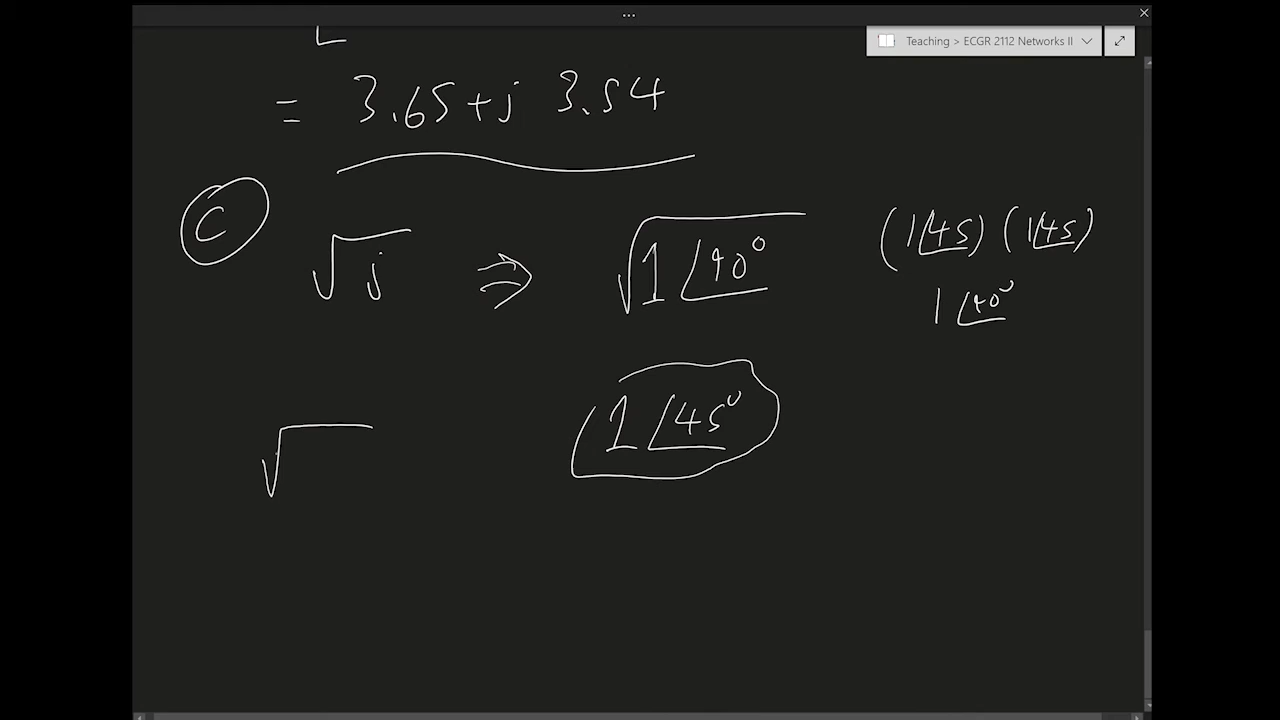 Teaching > ECGR 2112 Networks II
= 3.65 + j 3.54
C
√j ⇒ √(1∠90°)
(1∠45)(1∠45)
1∠90°
1∠45°
√